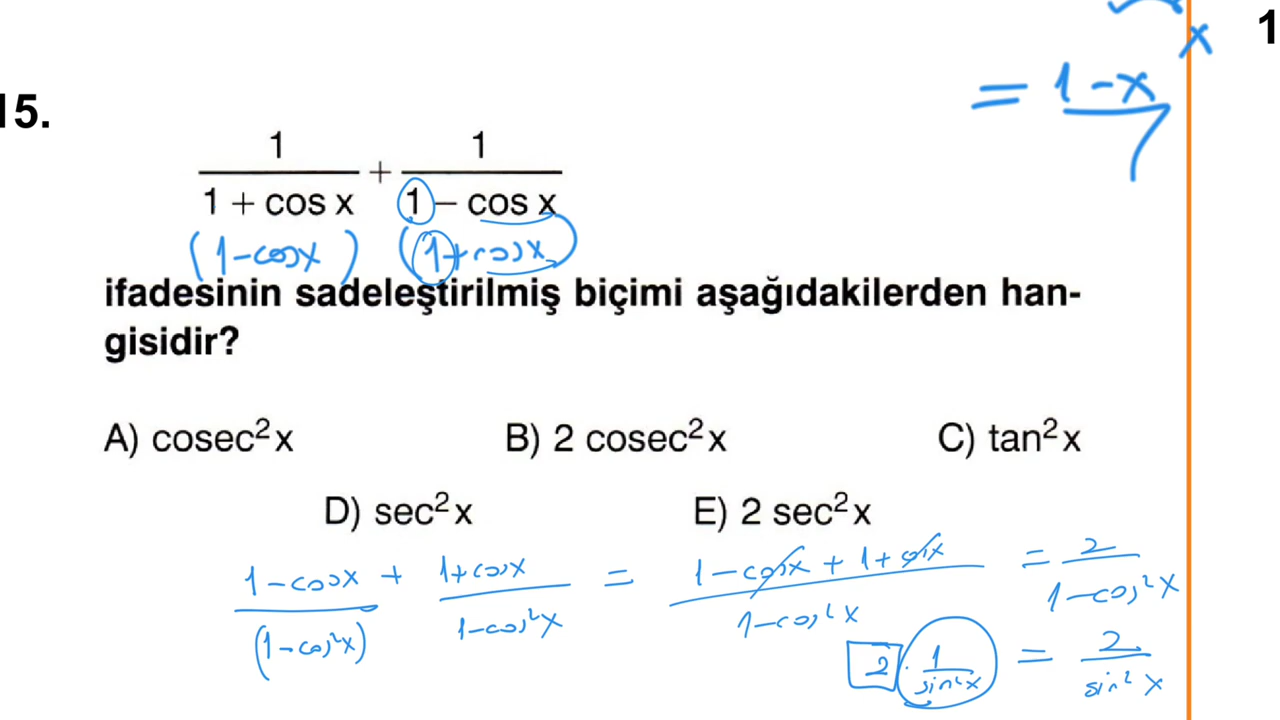 1
x
= 1-x / 7
15.
1 / (1 + cos x) + 1 / (1 - cos x)
(1-cosx) (1+cosx)
ifadesinin sadeleştirilmiş biçimi aşağıdakilerden han-
gisidir?
A) cosec²x B) 2 cosec²x C) tan²x
D) sec²x E) 2 sec²x
1-cosx / (1-cos²x) + 1+cosx / 1-cos²x = 1-cosx+1+cosx / 1-cos²x = 2 / 1-cos²x
2 · 1 / sin²x = 2 / sin²x